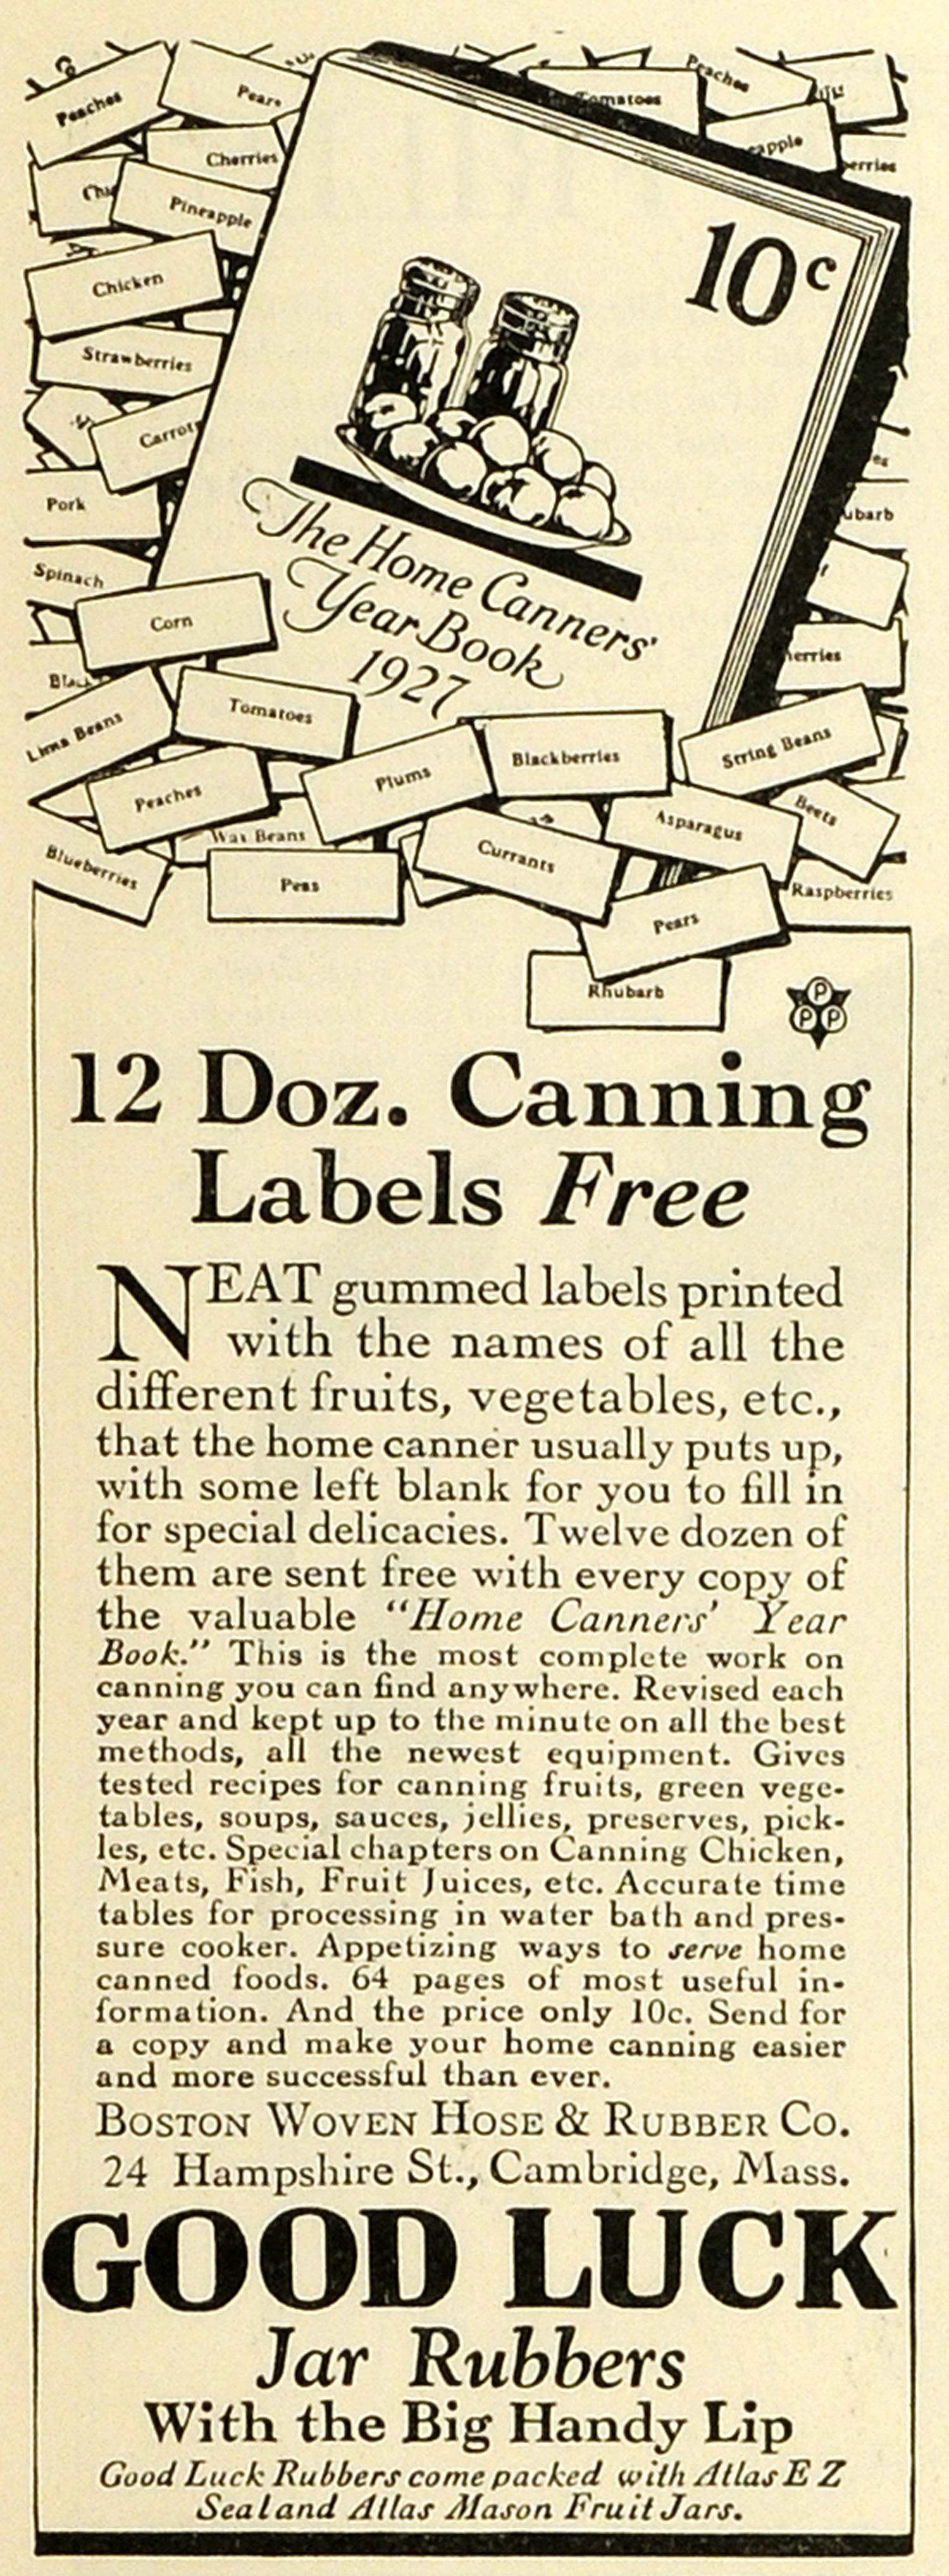 Peaches
Pears
Cherries
Pineapple
Chicken
Strawberries
Carrots
Pork
Spinach
Corn
Tomatoes
Peaches
apple
erries
ubarb
erries
10c
The Home Canners'
Year Book
1927
Lima Beans
Tomatoes
Peaches
Plums
Blackberries
String Beans
Wax Beans
Blueberries
Peas
Currants
Asparagus
Beets
Raspberries
Pears
Rhubarb
P
P P
12 Doz. Canning
Labels Free
NEAT gummed labels printed
with the names of all the
different fruits, vegetables, etc.,
that the home canner usually puts up,
with some left blank for you to fill in
for special delicacies. Twelve dozen of
them are sent free with every copy of
the valuable "Home Canners' Year
Book." This is the most complete work on
canning you can find anywhere. Revised each
year and kept up to the minute on all the best
methods, all the newest equipment. Gives
tested recipes for canning fruits, green vege-
tables, soups, sauces, jellies, preserves, pick-
les, etc. Special chapters on Canning Chicken,
Meats, Fish, Fruit Juices, etc. Accurate time
tables for processing in water bath and pres-
sure cooker. Appetizing ways to serve home
canned foods. 64 pages of most useful in-
formation. And the price only 10c. Send for
a copy and make your home canning easier
and more successful than ever.
BOSTON WOVEN HOSE & RUBBER CO.
24 Hampshire St., Cambridge, Mass.
GOOD LUCK
Jar Rubbers
With the Big Handy Lip
Good Luck Rubbers come packed with Atlas E Z
Seal and Atlas Mason Fruit Jars.